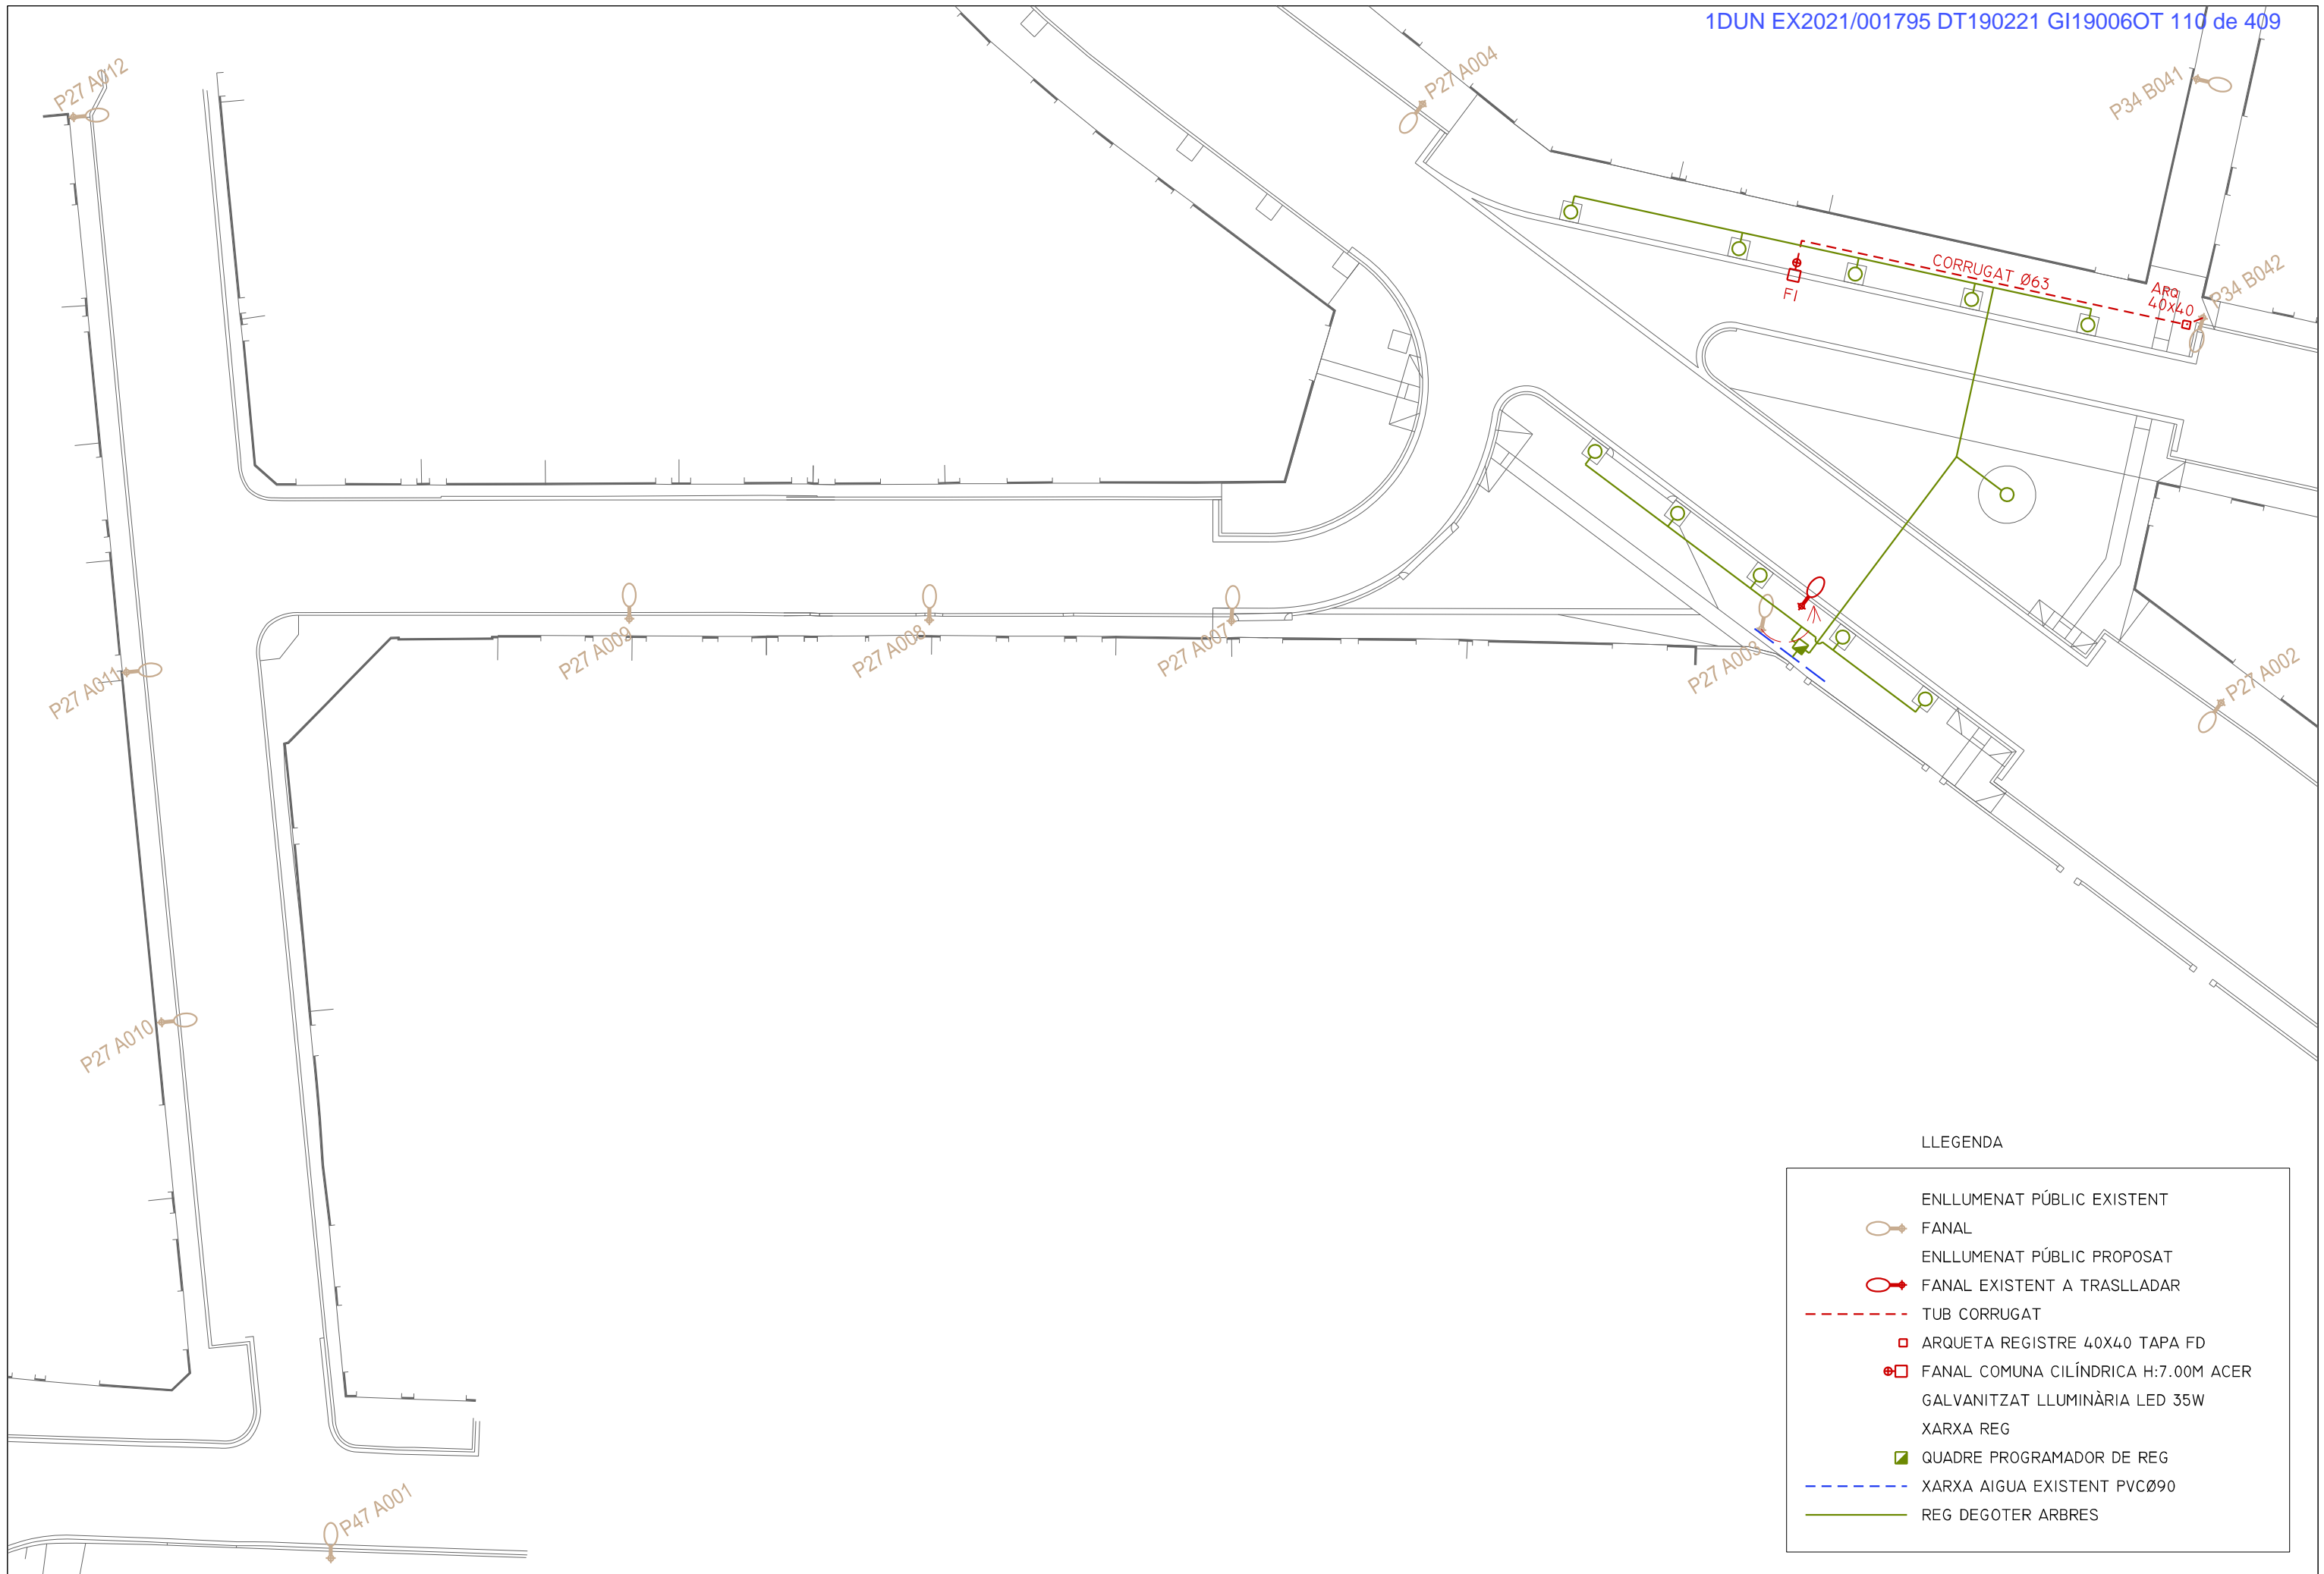 1DUN EX2021/001795 DT190221 GI19006OT 110 de 409
P27 A012
P27 A004
P34 B041
CORRUGAT Ø63
FI
ARQ
40x40
P34 B042
P27 A009
P27 A008
P27 A007
P27 A003
P27 A002
P27 A011
P27 A010
P47 A001
LLEGENDA
ENLLUMENAT PÚBLIC EXISTENT
FANAL
ENLLUMENAT PÚBLIC PROPOSAT
FANAL EXISTENT A TRASLLADAR
TUB CORRUGAT
ARQUETA REGISTRE 40X40 TAPA FD
FANAL COMUNA CILÍNDRICA H:7.00M ACER
GALVANITZAT LLUMINÀRIA LED 35W
XARXA REG
QUADRE PROGRAMADOR DE REG
XARXA AIGUA EXISTENT PVCØ90
REG DEGOTER ARBRES